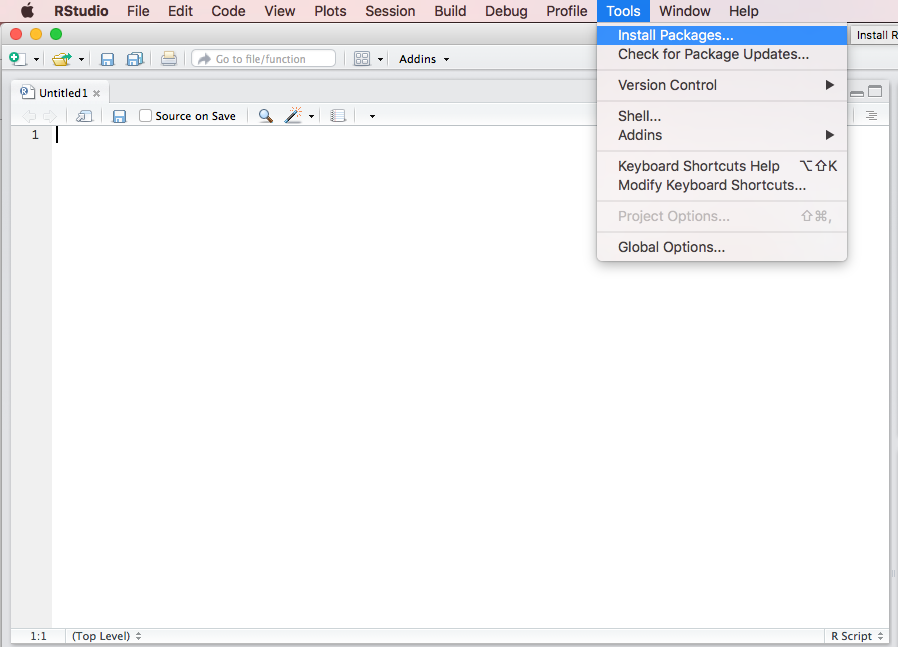 RStudio File Edit Code View Plots Session Build Debug Profile Tools Window Help
Install Packages...
Install R
Check for Package Updates...
Go to file/function
Addins
Version Control
Untitled1
Shell...
Source on Save
Addins
1
Keyboard Shortcuts Help ⌥⇧K
Modify Keyboard Shortcuts...
Project Options... ⇧⌘,
Global Options...
1:1 (Top Level) R Script